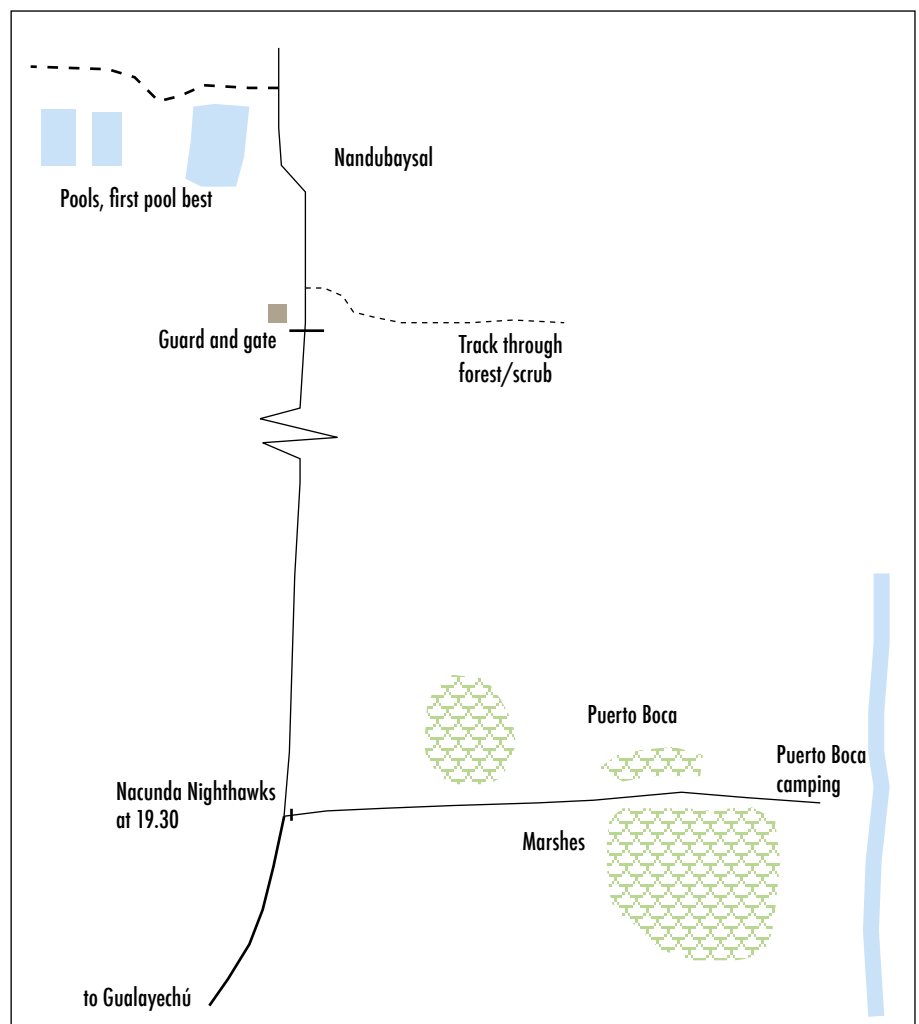 Nandubaysal
Pools, first pool best
Guard and gate
Track through
forest/scrub
Puerto Boca
Puerto Boca
camping
Nacunda Nighthawks
at 19.30
Marshes
to Gualayechú